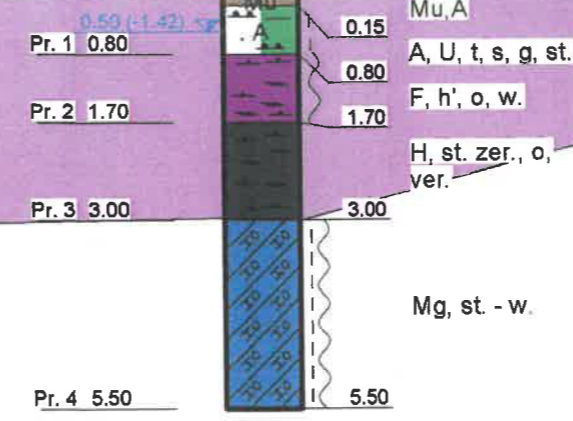 Mu
Mu,A
0.50 (-1.42)
0.15
A
Pr. 1 0.80
A, U, t, s, g, st.
0.80
F, h', o, w.
Pr. 2 1.70
1.70
H, st. zer., o,
ver.
Pr. 3 3.00
3.00
Mg, st. - w.
Pr. 4 5.50
5.50